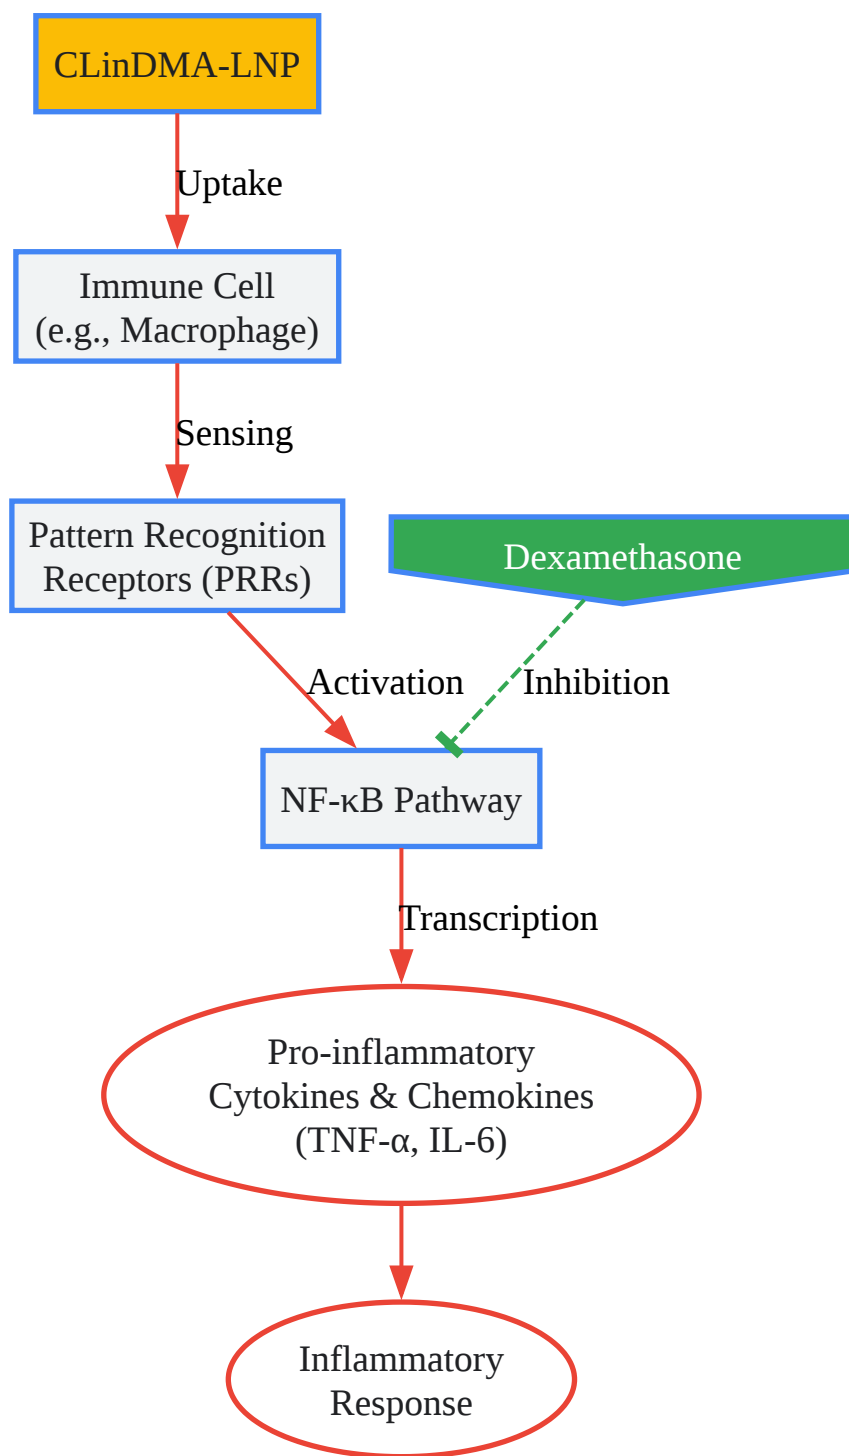 CLinDMA-LNP
Uptake
Immune Cell
(e.g., Macrophage)
Sensing
Pattern Recognition
Receptors (PRRs)
Dexamethasone
Activation
Inhibition
NF-κB Pathway
Transcription
Pro-inflammatory
Cytokines & Chemokines
(TNF-α, IL-6)
Inflammatory
Response